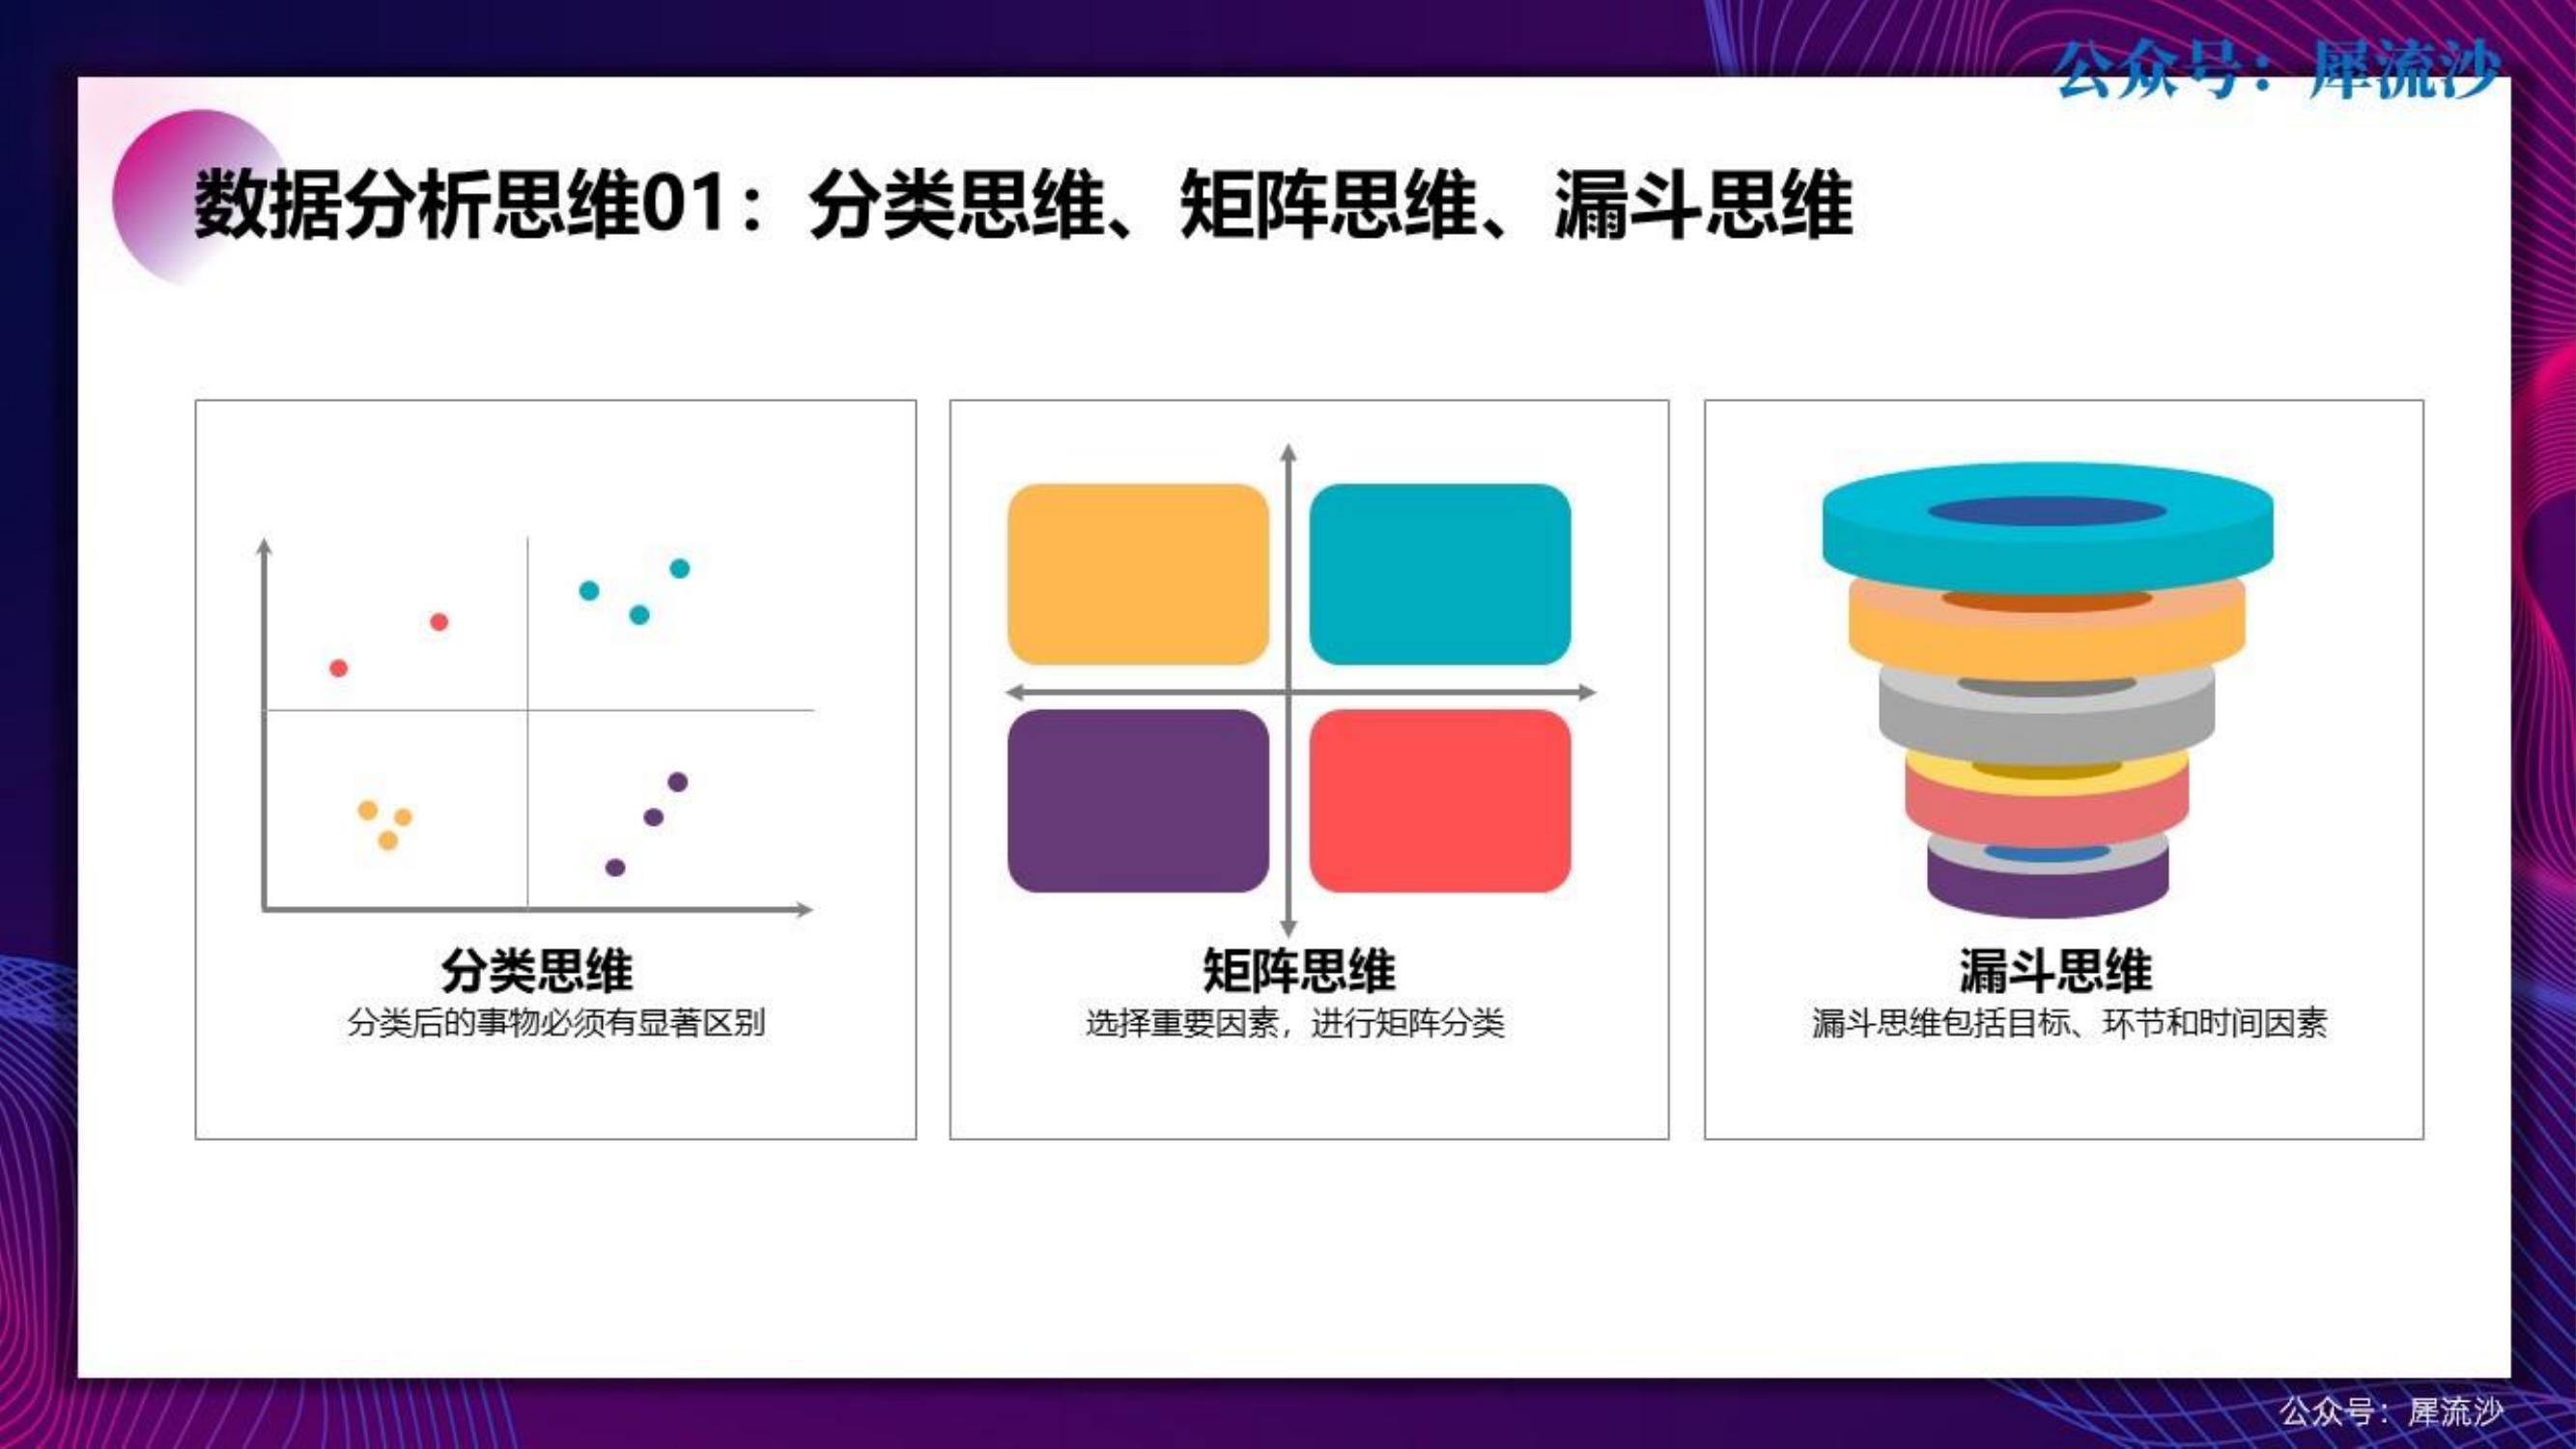 公众号：犀流沙
数据分析思维01：分类思维、矩阵思维、漏斗思维
分类思维
分类后的事物必须有显著区别
矩阵思维
选择重要因素，进行矩阵分类
漏斗思维
漏斗思维包括目标、环节和时间因素
公众号：犀流沙